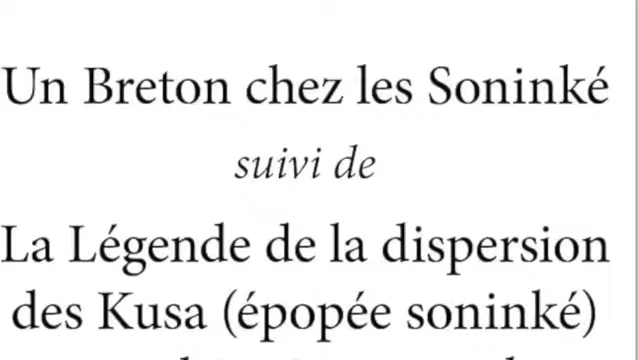 Un Breton chez les Soninké
suivi de
La Légende de la dispersion
des Kusa (épopée soninké)